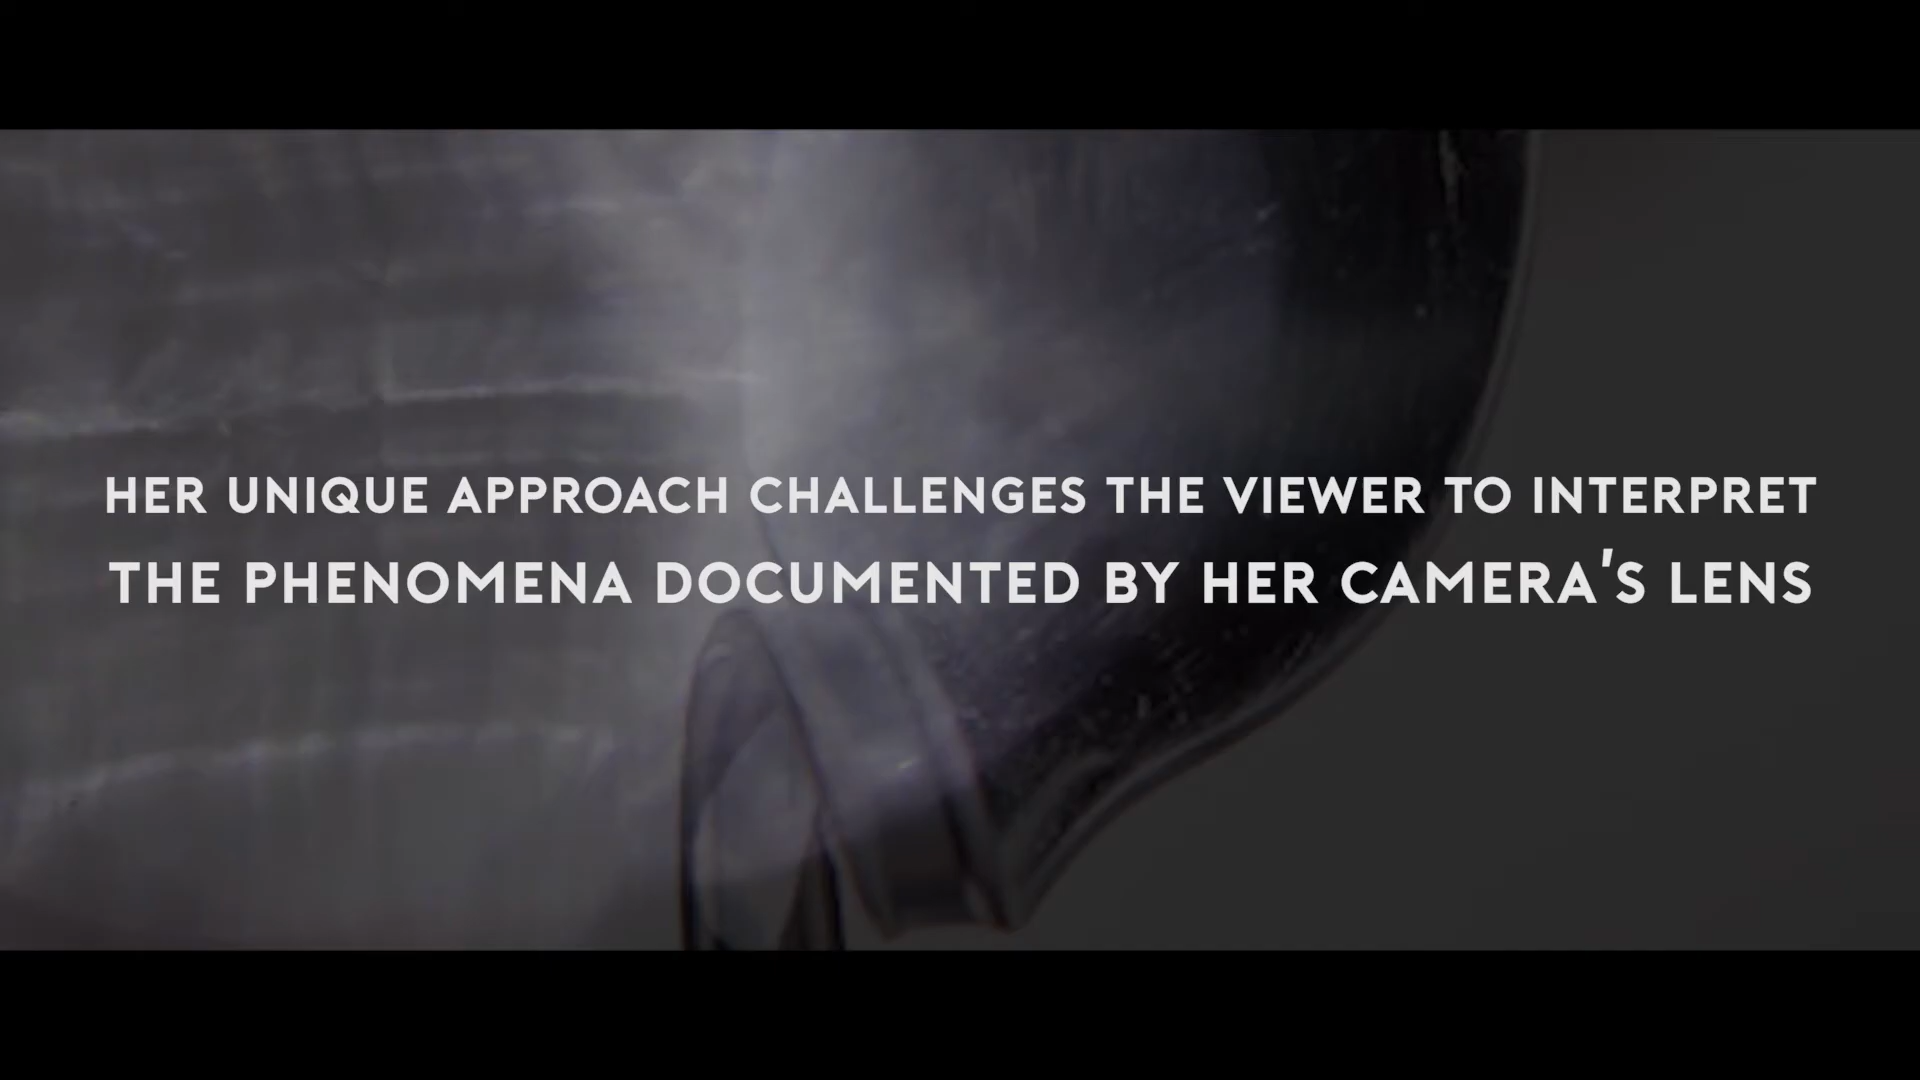 HER UNIQUE APPROACH CHALLENGES THE VIEWER TO INTERPRET
THE PHENOMENA DOCUMENTED BY HER CAMERA'S LENS